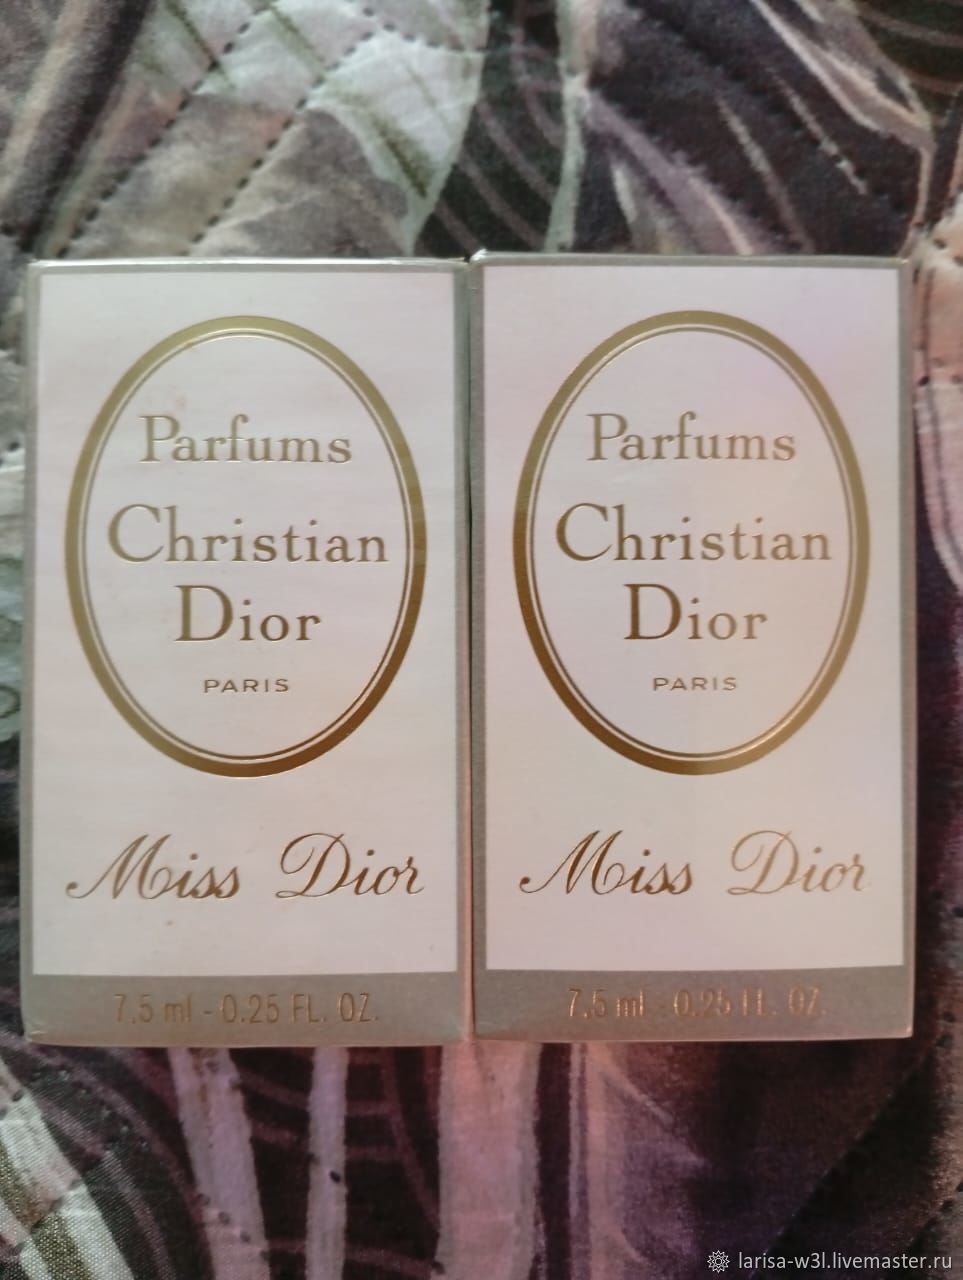 Parfums
Christian
Dior
PARIS
Miss Dior
7,5 ml - 0.25 FL. OZ.
Parfums
Christian
Dior
PARIS
Miss Dior
7,5 ml - 0.25 FL. OZ.
larisa-w3l.livemaster.ru